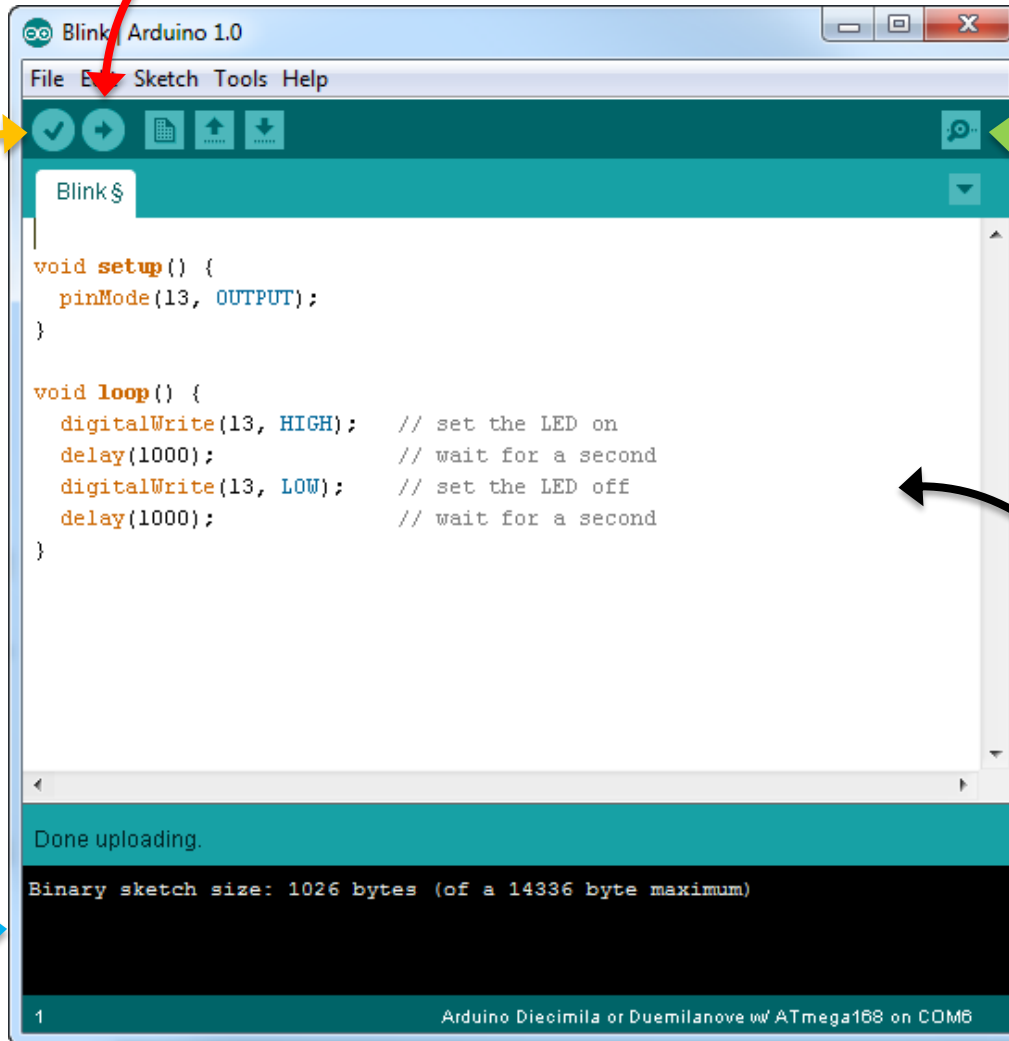 Blink | Arduino 1.0
File Edit Sketch Tools Help
Blink §
void setup() {
  pinMode(13, OUTPUT);
}
void loop() {
  digitalWrite(13, HIGH);   // set the LED on
  delay(1000);              // wait for a second
  digitalWrite(13, LOW);    // set the LED off
  delay(1000);              // wait for a second
}
Done uploading.
Binary sketch size: 1026 bytes (of a 14336 byte maximum)
1
Arduino Diecimila or Duemilanove w/ ATmega168 on COM6